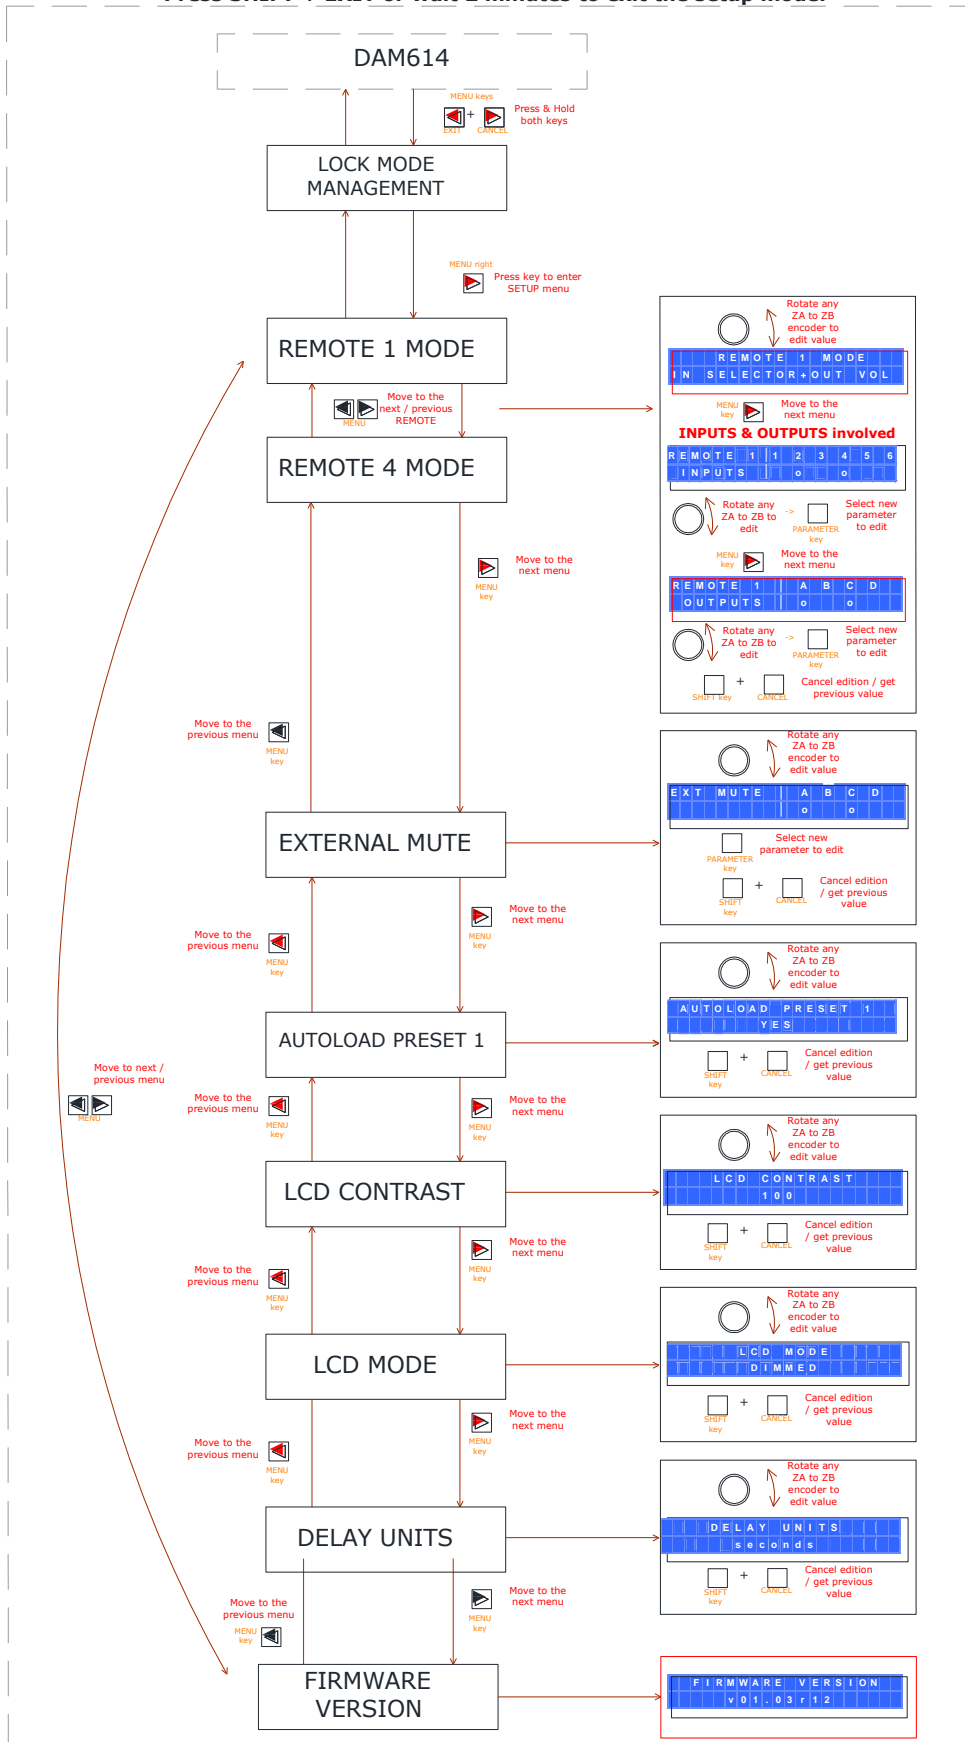 Press SHIFT + EXIT or wait 2 minutes to exit the setup mode.
DAM614
MENU keys
+
EXIT
CANCEL
Press & Hold
both keys
LOCK MODE
MANAGEMENT
MENU right
Press key to enter
SETUP menu
REMOTE 1 MODE
MENU
Move to the
next / previous
REMOTE
REMOTE 4 MODE
Rotate any
ZA to ZB
encoder to
edit value
REMOTE 1 MODE
IN SELECTOR+OUT VOL
MENU
key
Move to the
next menu
INPUTS & OUTPUTS involved
REMOTE 1 | 1 2 3 4 5 6
INPUTS | o o
Rotate any
ZA to ZB to
edit
->
PARAMETER
key
Select new
parameter
to edit
MENU
key
Move to the
next menu
REMOTE 1 | A B C D
OUTPUTS | o o
Rotate any
ZA to ZB to
edit
->
PARAMETER
key
Select new
parameter
to edit
SHIFT key
+
CANCEL
Cancel edition / get
previous value
MENU
key
Move to the
next menu
Move to the
previous menu
MENU
key
EXTERNAL MUTE
Rotate any
ZA to ZB
encoder to
edit value
EXT MUTE | A B C D
| o o
PARAMETER
key
Select new
parameter to edit
SHIFT
key
+
CANCEL
Cancel edition
/ get previous
value
Move to the
previous menu
MENU
key
MENU
key
Move to the
next menu
AUTOLOAD PRESET 1
Rotate any
ZA to ZB
encoder to
edit value
AUTOLOAD PRESET 1
YES
SHIFT
key
+
CANCEL
Cancel edition
/ get previous
value
Move to next /
previous menu
MENU
Move to the
previous menu
MENU
key
MENU
key
Move to the
next menu
LCD CONTRAST
Rotate any
ZA to ZB
encoder to
edit value
LCD CONTRAST
100
SHIFT
key
+
CANCEL
Cancel edition
/ get previous
value
Move to the
previous menu
MENU
key
MENU
key
Move to the
next menu
LCD MODE
Rotate any
ZA to ZB
encoder to
edit value
LCD MODE
DIMMED
SHIFT
key
+
CANCEL
Cancel edition
/ get previous
value
Move to the
previous menu
MENU
key
MENU
key
Move to the
next menu
DELAY UNITS
Rotate any
ZA to ZB
encoder to
edit value
DELAY UNITS
seconds
SHIFT
key
+
CANCEL
Cancel edition
/ get previous
value
Move to the
previous menu
MENU
key
MENU
key
Move to the
next menu
FIRMWARE
VERSION
FIRMWARE VERSION
v01.03r12